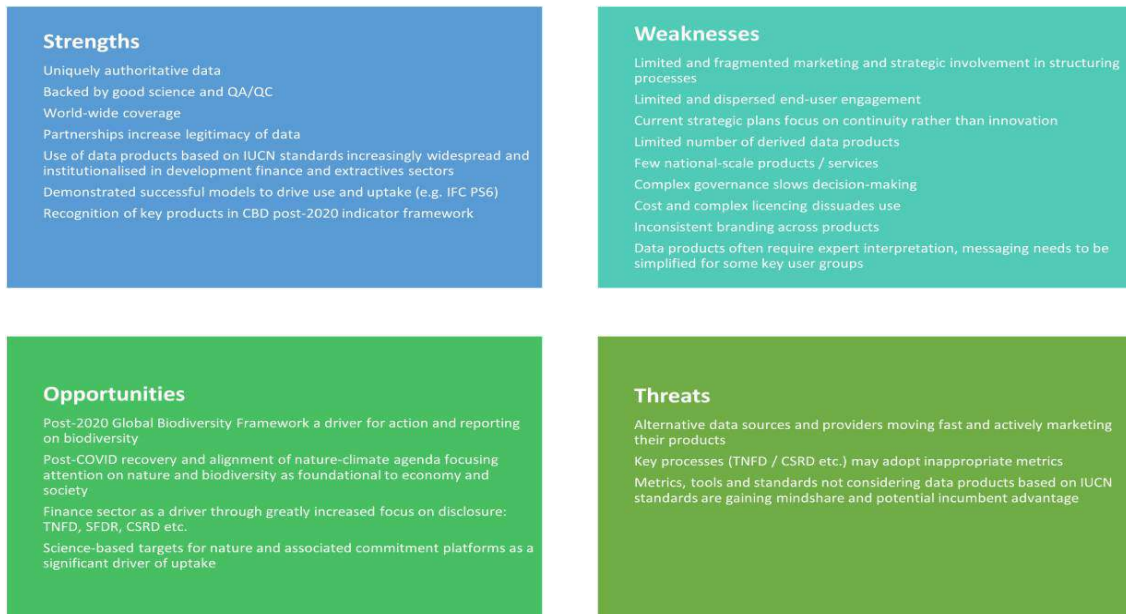 Strengths
Uniquely authoritative data
Backed by good science and QA/QC
World-wide coverage
Partnerships increase legitimacy of data
Use of data products based on IUCN standards increasingly widespread and
institutionalised in development finance and extractives sectors
Demonstrated successful models to drive use and uptake (e.g. IFC PS6)
Recognition of key products in CBD post-2020 indicator framework
Weaknesses
Limited and fragmented marketing and strategic involvement in structuring
processes
Limited and dispersed end-user engagement
Current strategic plans focus on continuity rather than innovation
Limited number of derived data products
Few national-scale products / services
Complex governance slows decision-making
Cost and complex licencing dissuades use
Inconsistent branding across products
Data products often require expert interpretation, messaging needs to be
simplified for some key user groups
Opportunities
Post-2020 Global Biodiversity Framework a driver for action and reporting
on biodiversity
Post-COVID recovery and alignment of nature-climate agenda focusing
attention on nature and biodiversity as foundational to economy and
society
Finance sector as a driver through greatly increased focus on disclosure:
TNFD, SFDR, CSRD etc.
Science-based targets for nature and associated commitment platforms as a
significant driver of uptake
Threats
Alternative data sources and providers moving fast and actively marketing
their products
Key processes (TNFD / CSRD etc.) may adopt inappropriate metrics
Metrics, tools and standards not considering data products based on IUCN
standards are gaining mindshare and potential incumbent advantage